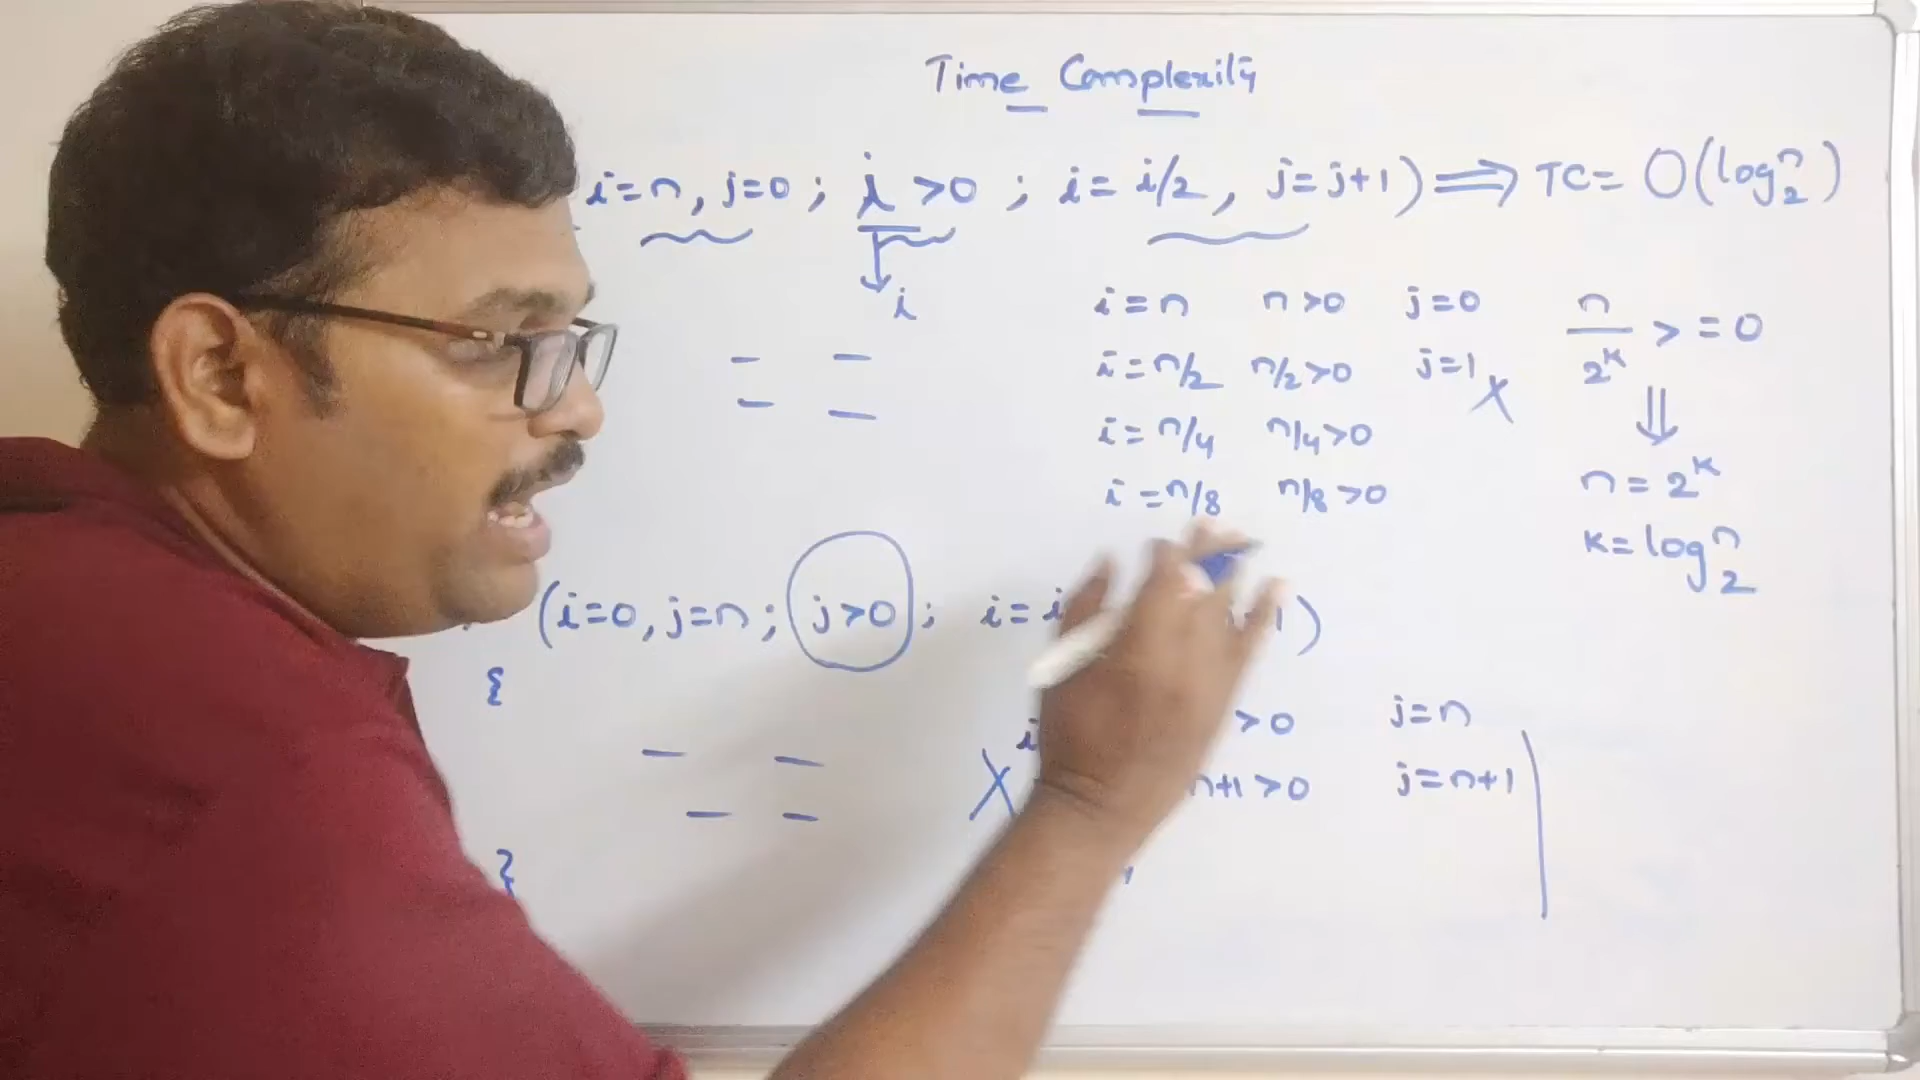 Time Complexity
i=n, j=0 ; i >0 ; i= i/2, j=j+1) ⟹ TC= O(log₂ⁿ)
i
i=n n>0 j=0
i=n/2 n/2>0 j=1 X
i=n/4 n/4>0
i=n/8 n/8>0
n/2ᴷ >=0
⇓
n=2ᴷ
K=log₂ⁿ
(i=0, j=n; j>0; i=i +1)
{
i >0 j=n
X n+1>0 j=n+1
}